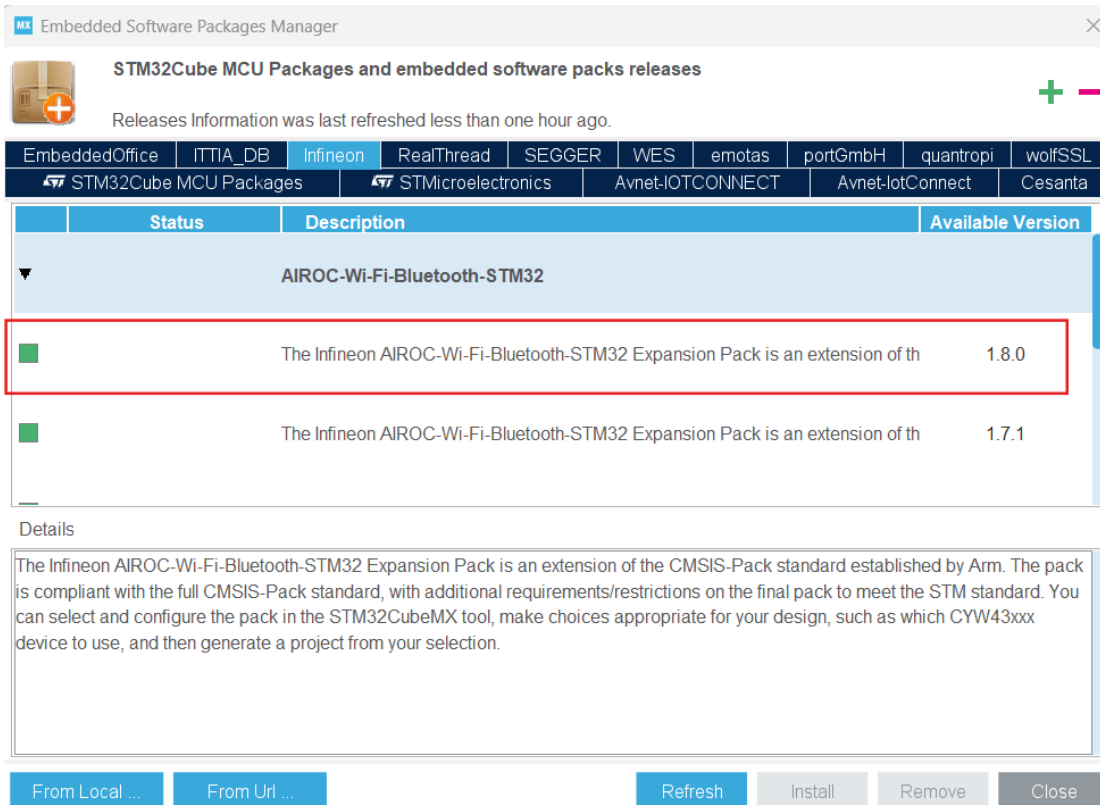 MX Embedded Software Packages Manager
STM32Cube MCU Packages and embedded software packs releases
Releases Information was last refreshed less than one hour ago.
EmbeddedOffice ITTIA_DB Infineon RealThread SEGGER WES emotas portGmbH quantropi wolfSSL
STM32Cube MCU Packages STMicroelectronics Avnet-IOTCONNECT Avnet-IotConnect Cesanta
Status Description Available Version
AIROC-Wi-Fi-Bluetooth-STM32
The Infineon AIROC-Wi-Fi-Bluetooth-STM32 Expansion Pack is an extension of th 1.8.0
The Infineon AIROC-Wi-Fi-Bluetooth-STM32 Expansion Pack is an extension of th 1.7.1
Details
The Infineon AIROC-Wi-Fi-Bluetooth-STM32 Expansion Pack is an extension of the CMSIS-Pack standard established by Arm. The pack
is compliant with the full CMSIS-Pack standard, with additional requirements/restrictions on the final pack to meet the STM standard. You
can select and configure the pack in the STM32CubeMX tool, make choices appropriate for your design, such as which CYW43xxx
device to use, and then generate a project from your selection.
From Local ... From Url ... Refresh Install Remove Close